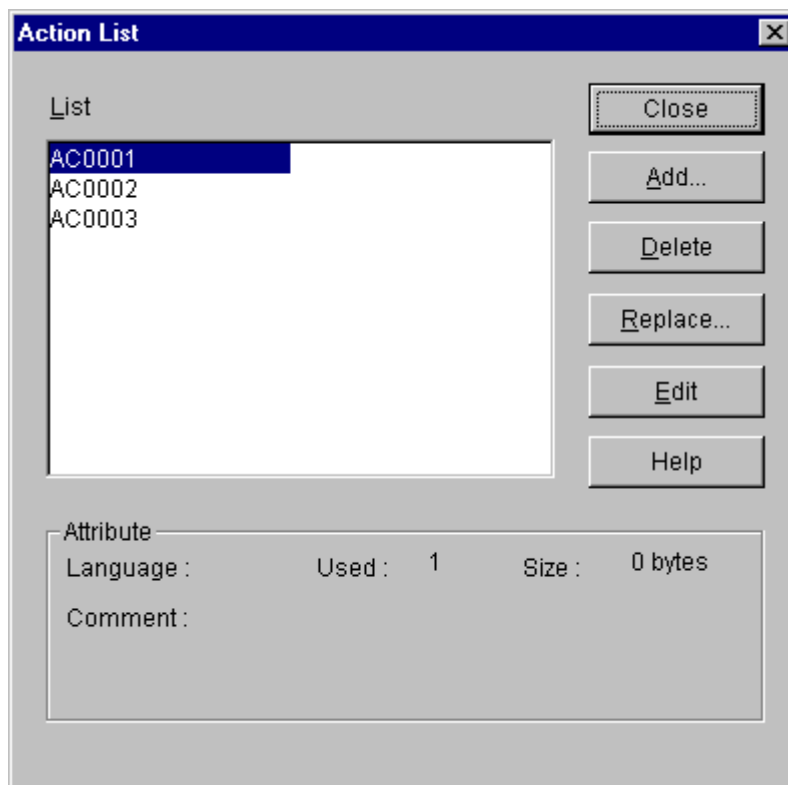 Action List
List
Close
AC0001
AC0002
AC0003
Add...
Delete
Replace...
Edit
Help
Attribute
Language : Used : 1 Size : 0 bytes
Comment :